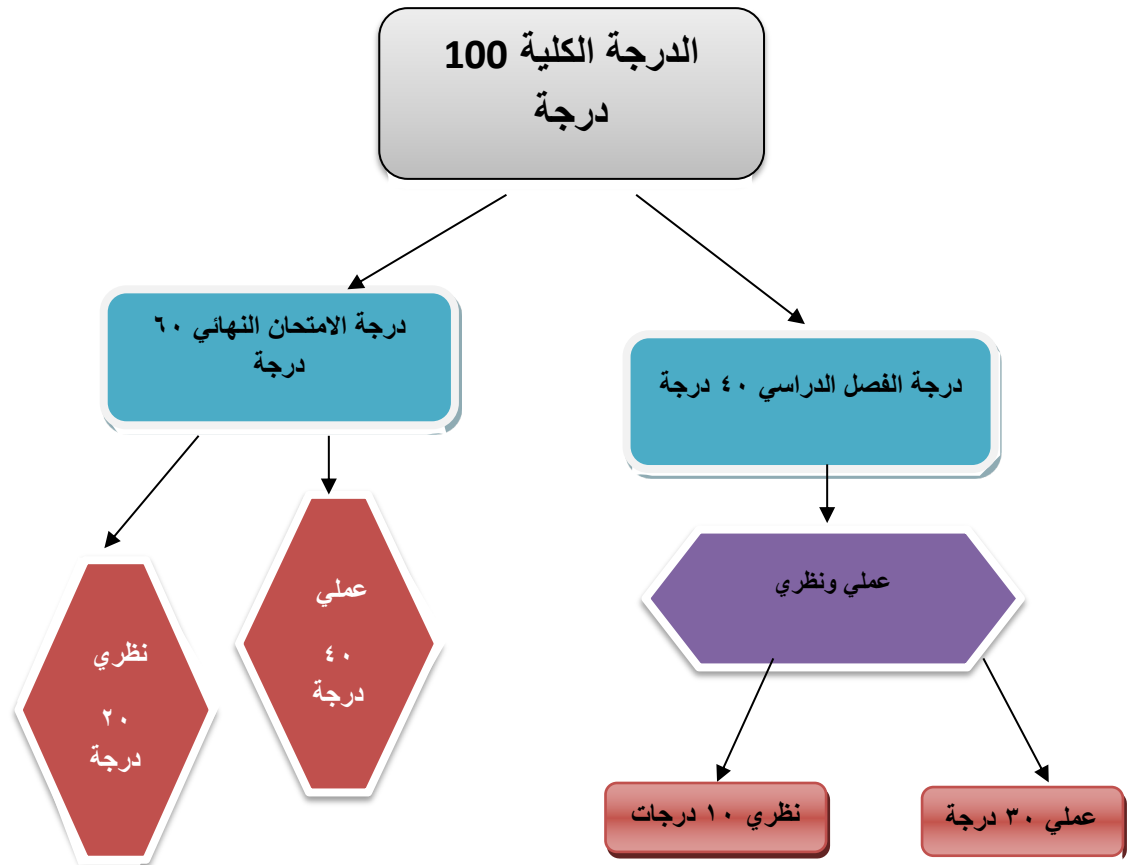 الدرجة الكلية 100
درجة
درجة الفصل الدراسي ٤٠ درجة
درجة الامتحان النهائي ٦٠
درجة
عملي ونظري
عملي
٤٠
درجة
نظري
٢٠
درجة
عملي ٣٠ درجة
نظري ١٠ درجات